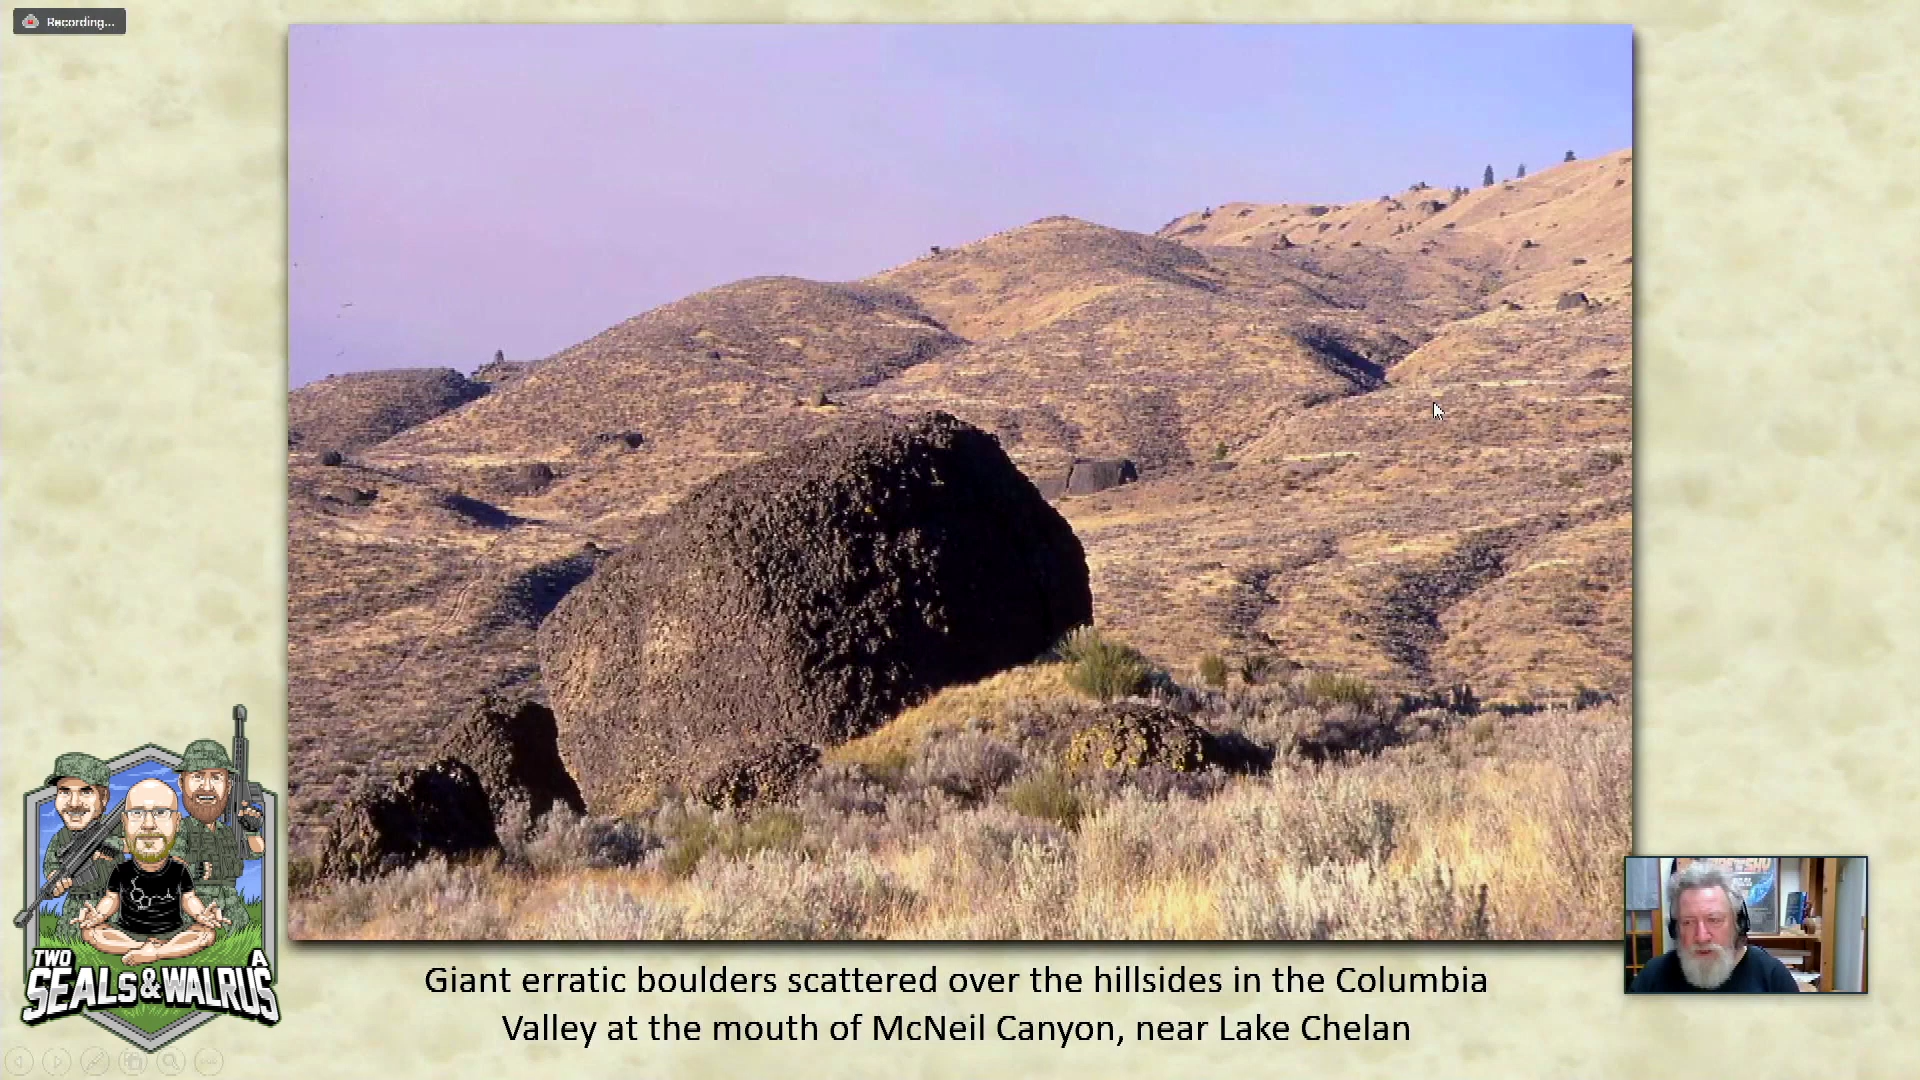 Recording...
TWO
A
SEALS & WALRUS
Giant erratic boulders scattered over the hillsides in the Columbia
Valley at the mouth of McNeil Canyon, near Lake Chelan